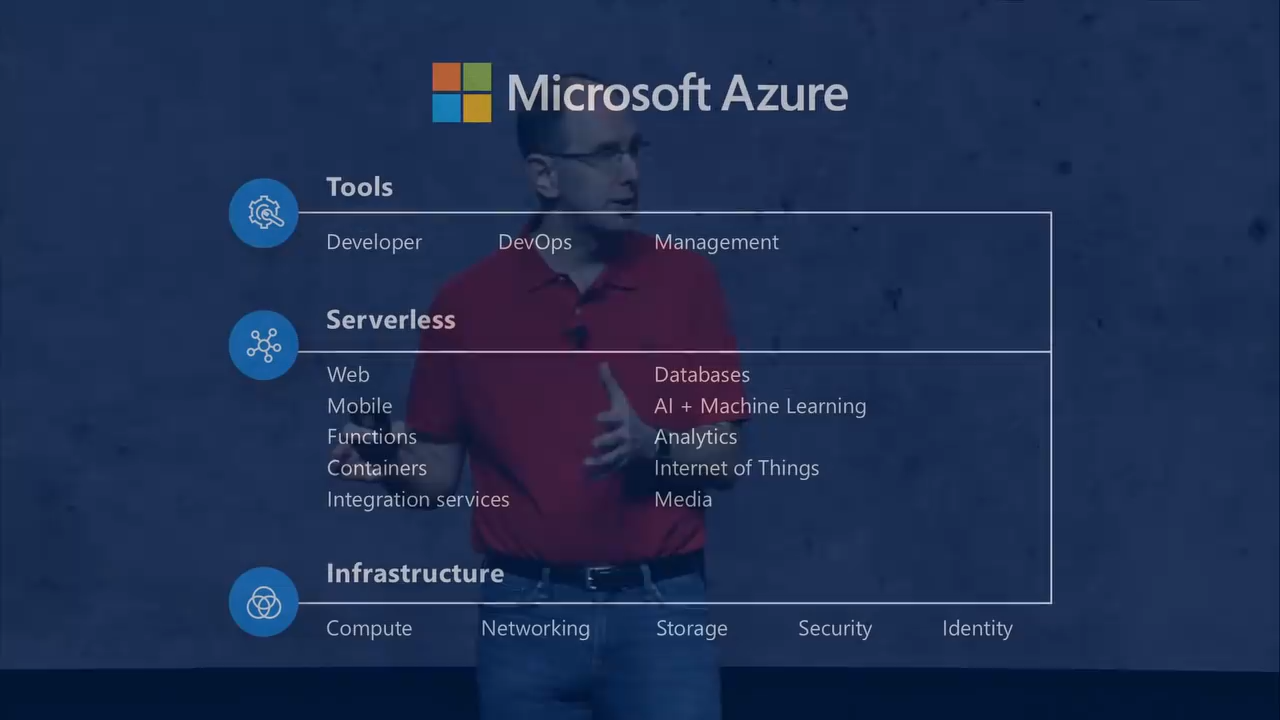 Microsoft Azure
Tools
Developer DevOps Management
Serverless
Web
Mobile
Functions
Containers
Integration services
Databases
AI + Machine Learning
Analytics
Internet of Things
Media
Infrastructure
Compute Networking Storage Security Identity